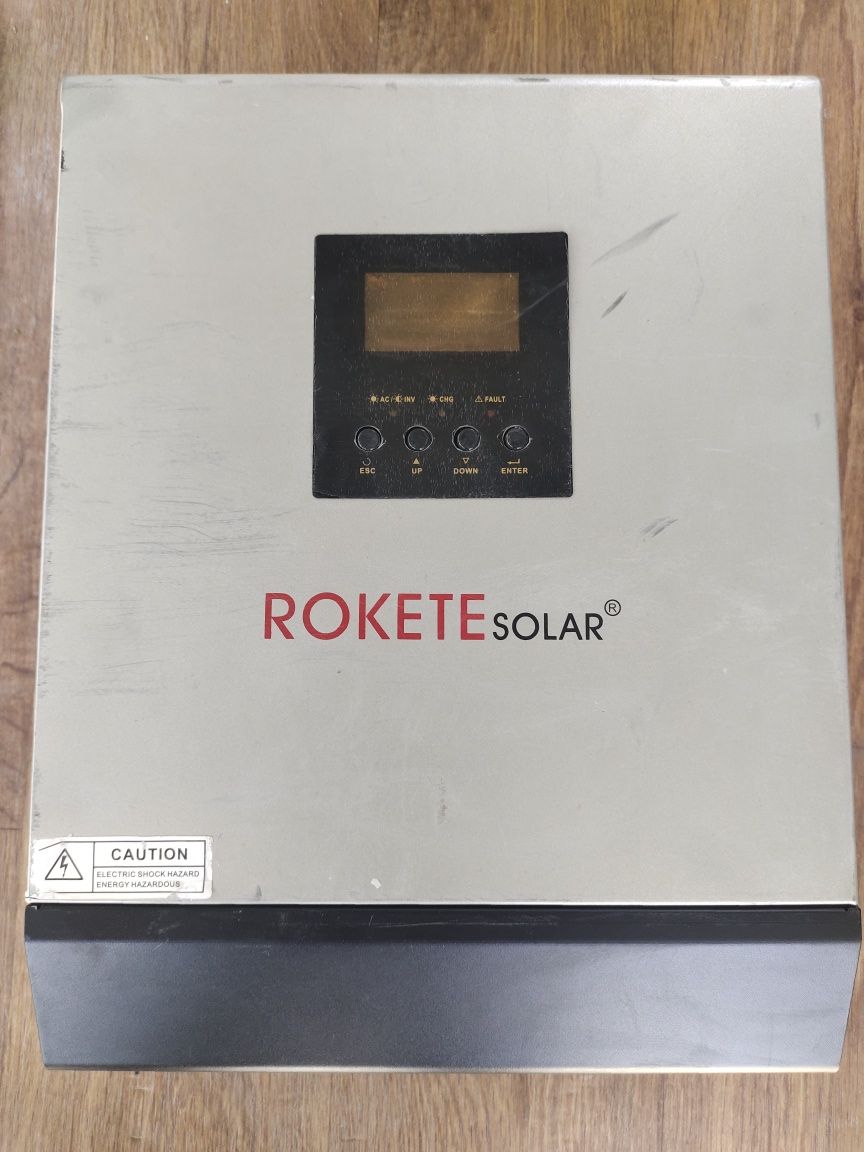 AC/ INV CHG FAULT
ESC UP DOWN ENTER
ROKETE SOLAR®
CAUTION
ELECTRIC SHOCK HAZARD
ENERGY HAZARDOUS